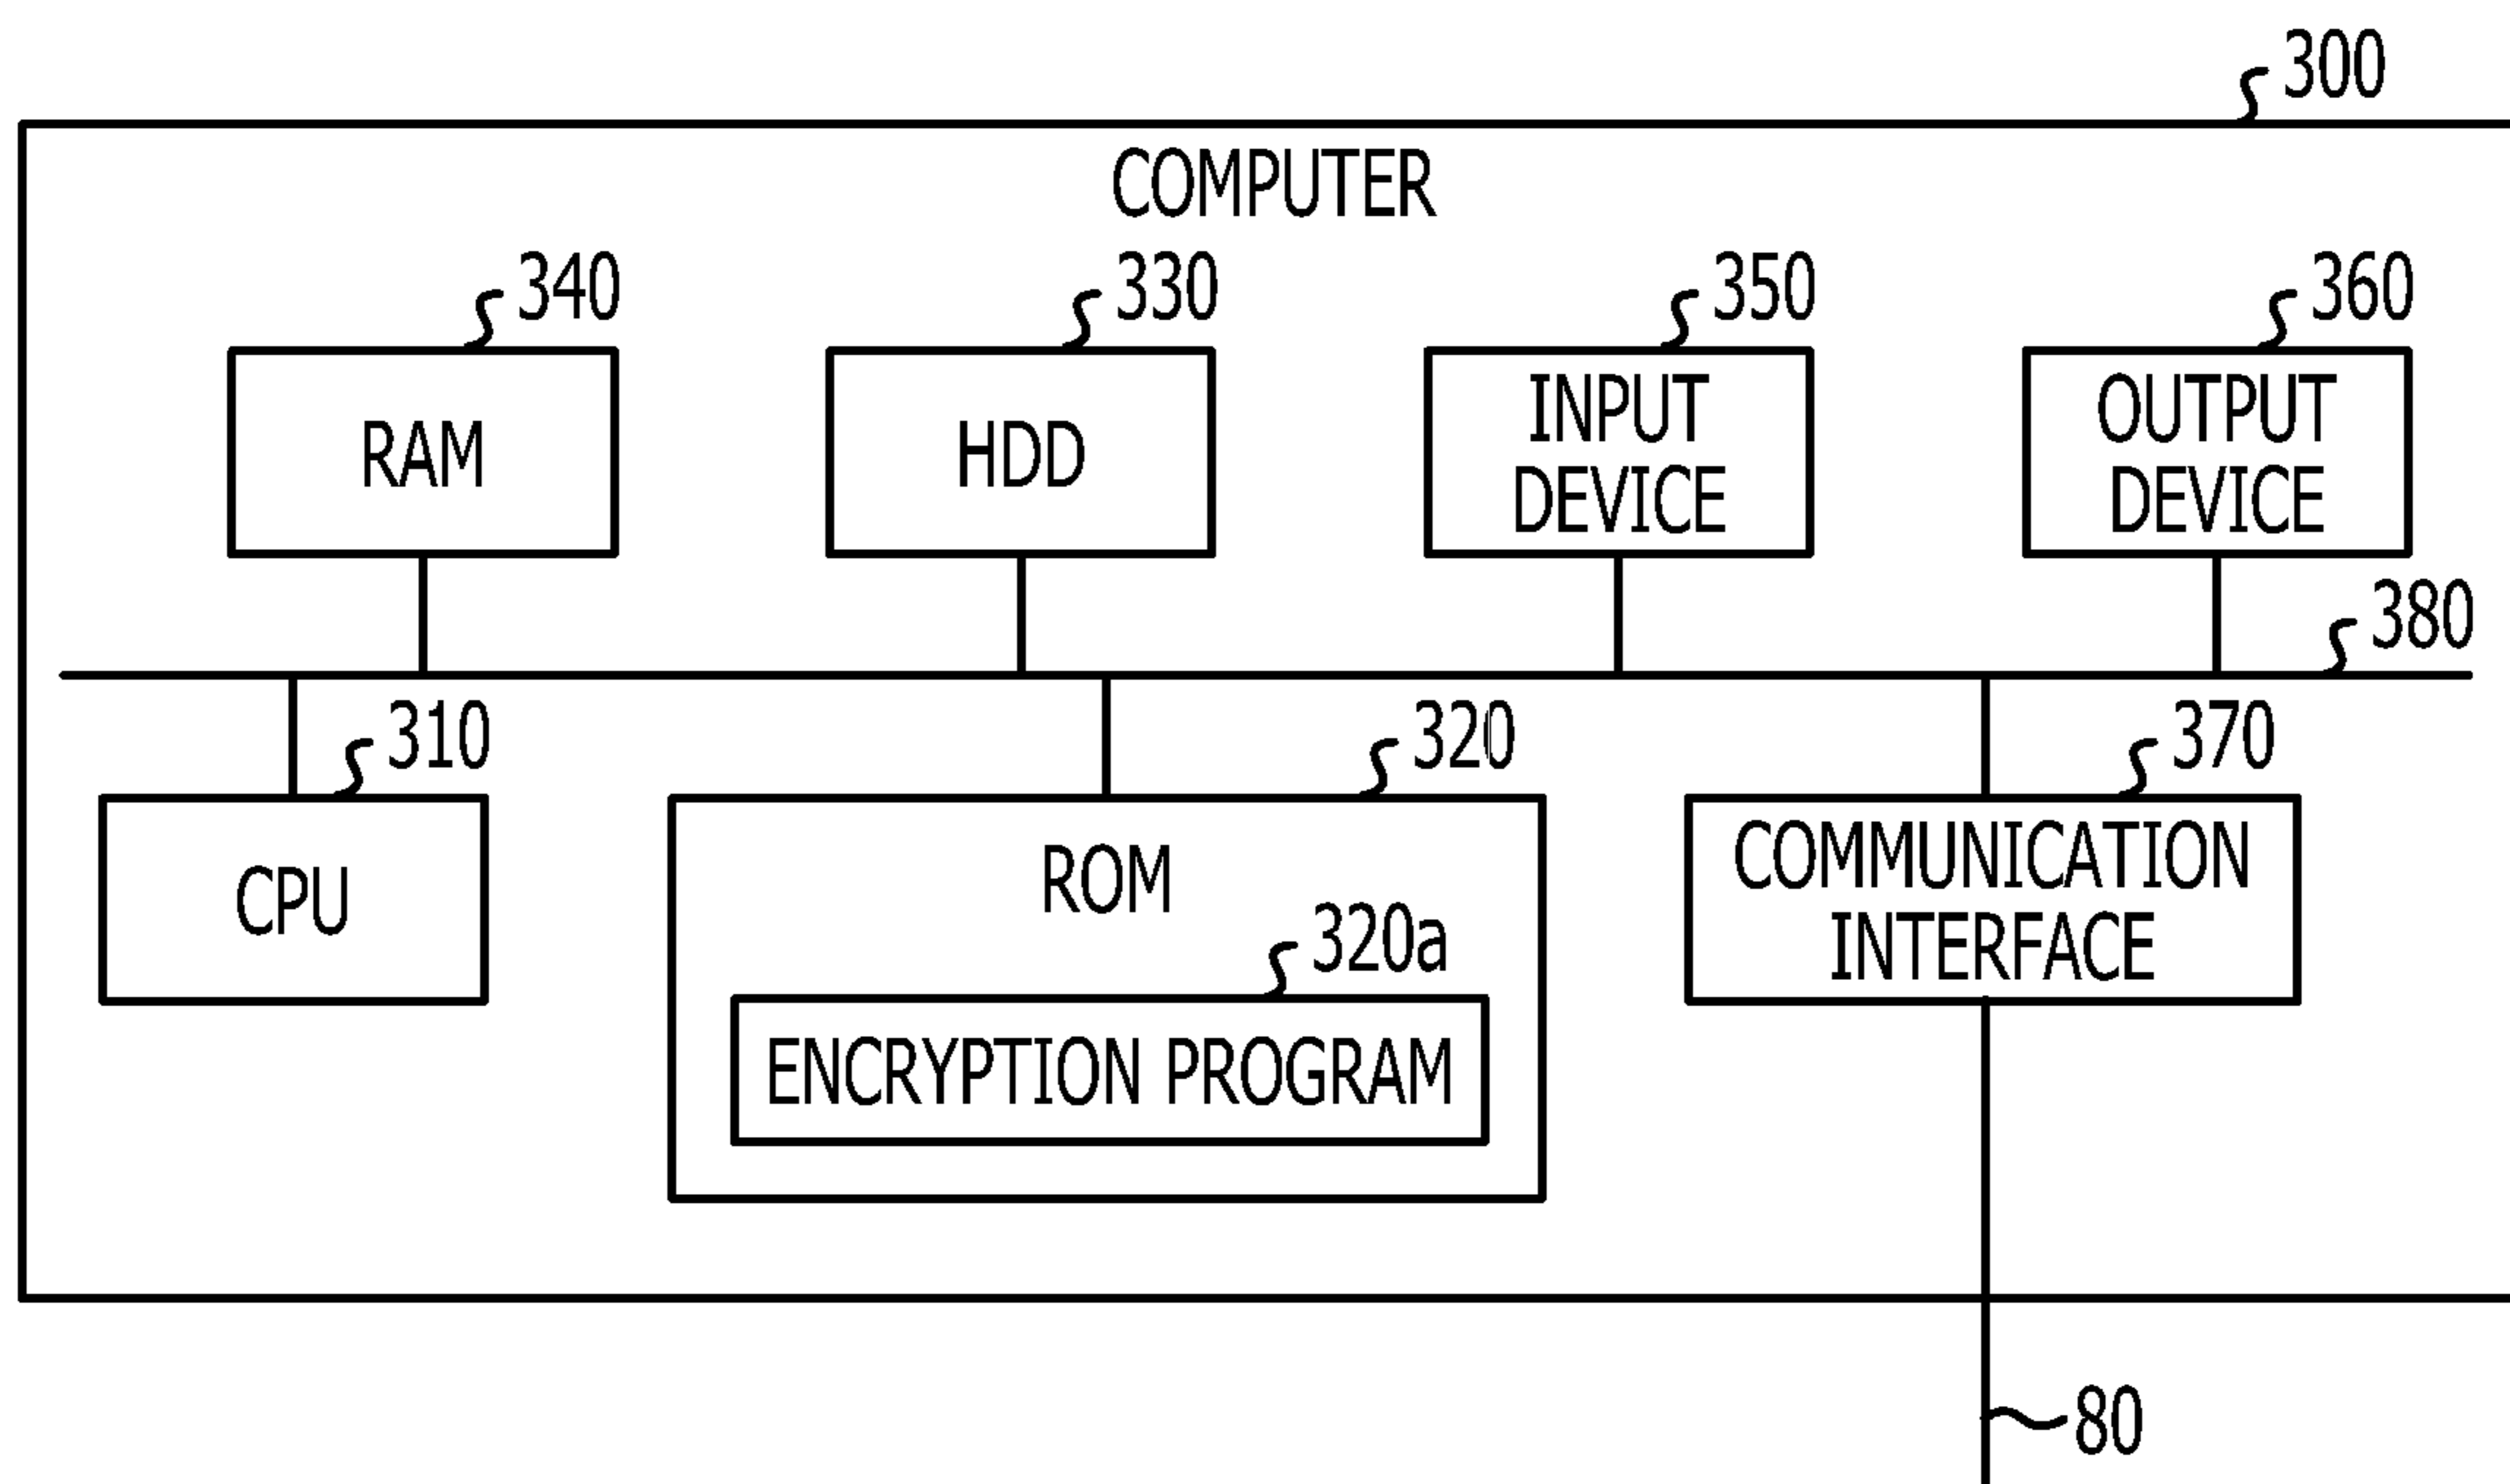 300
COMPUTER
340
330
350
360
RAM
HDD
INPUT
DEVICE
OUTPUT
DEVICE
380
310
320
370
CPU
ROM
320a
ENCRYPTION PROGRAM
COMMUNICATION
INTERFACE
80